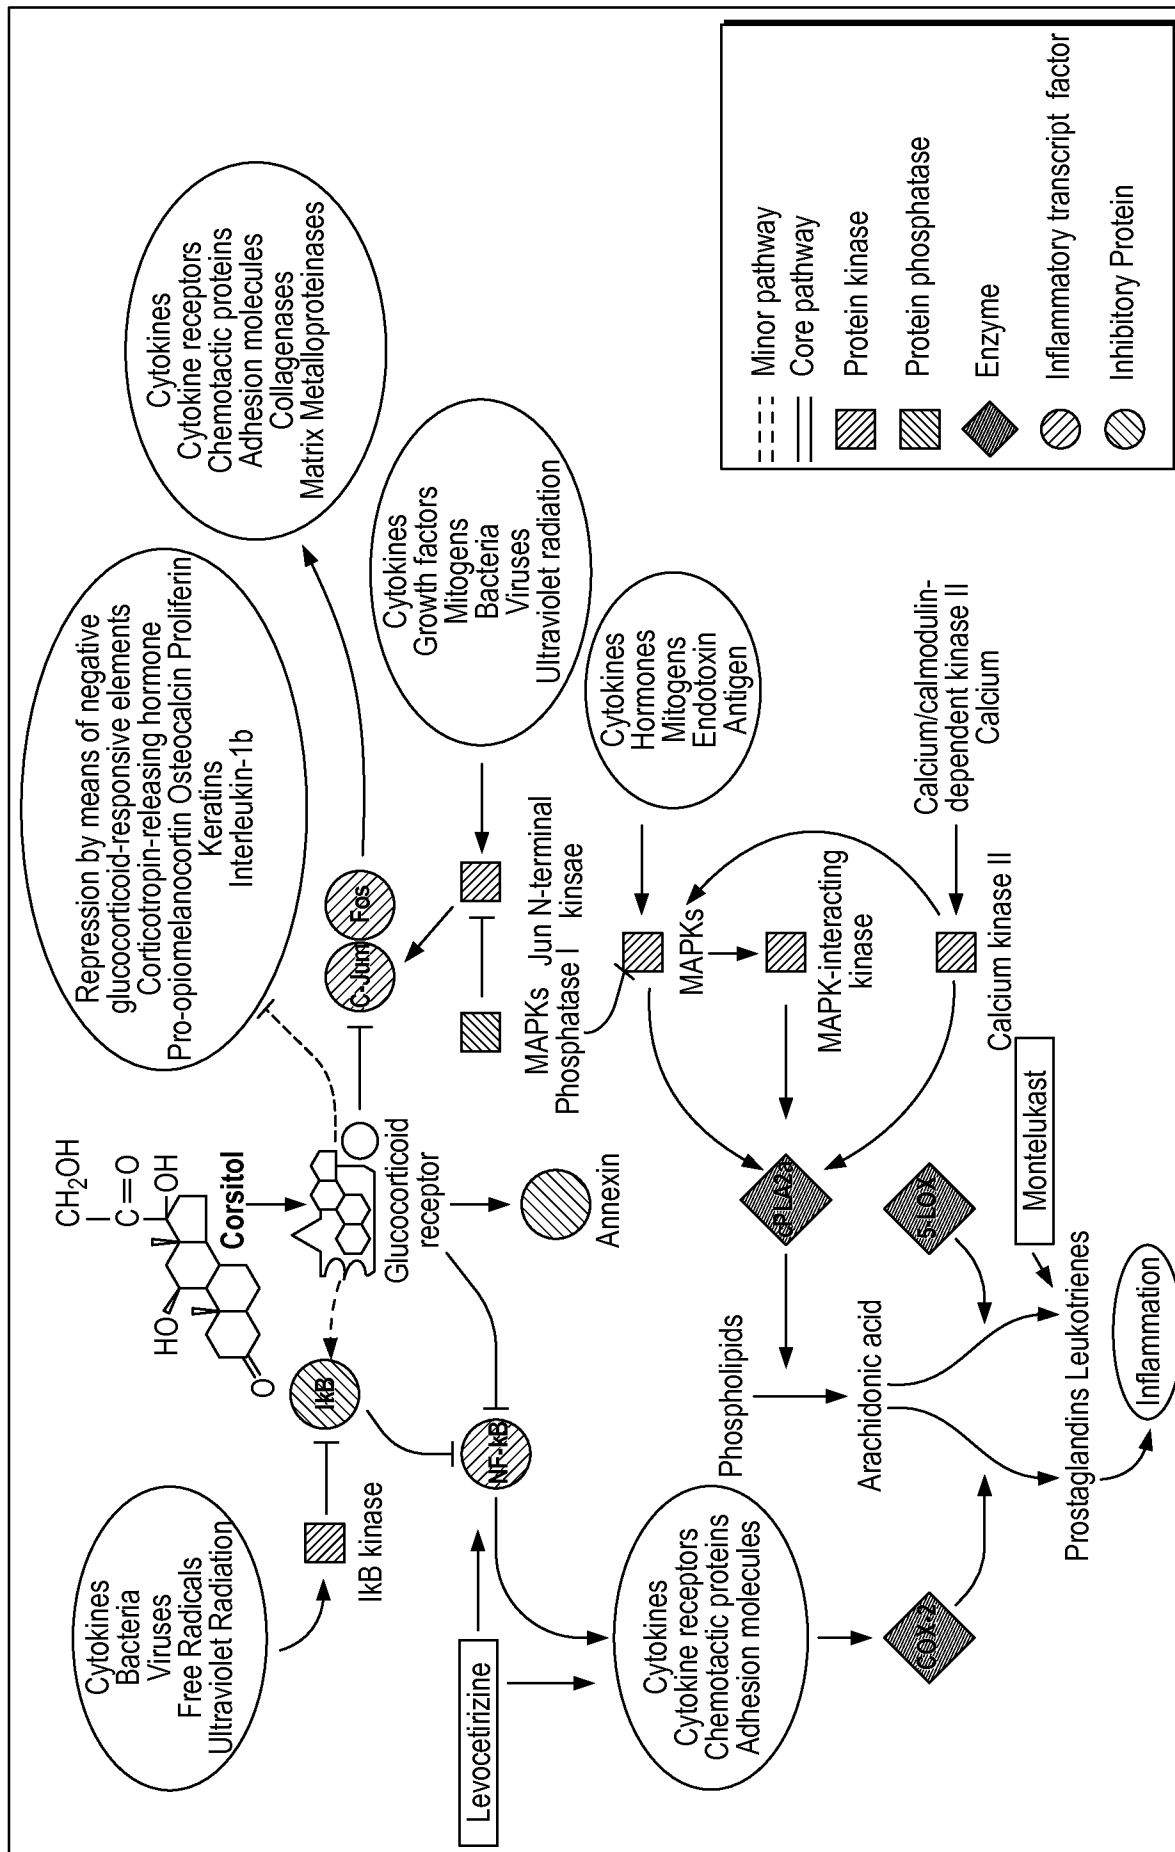 CH2OH
C=O
OH
HO
O
Corsitol
Repression by means of negative
glucocorticoid-responsive elements
Corticotropin-releasing hormone
Pro-opiomelanocortin Osteocalcin Proliferin
Keratins
Interleukin-1b
Cytokines
Cytokine receptors
Chemotactic proteins
Adhesion molecules
Collagenases
Matrix Metalloproteinases
Cytokines
Bacteria
Viruses
Free Radicals
Ultraviolet Radiation
IkB kinase
IkB
Glucocorticoid
receptor
C-Jum
Fos
Cytokines
Growth factors
Mitogens
Bacteria
Viruses
Ultraviolet radiation
Levocetirizine
NF-kB
Annexin
MAPKs Jun N-terminal
Phosphatase I kinsae
Cytokines
Hormones
Mitogens
Endotoxin
Antigen
Cytokines
Cytokine receptors
Chemotactic proteins
Adhesion molecules
Phospholipids
cPLA2a
MAPKs
MAPK-interacting
kinase
Calcium/calmodulin-
dependent kinase II
Calcium
Calcium kinase II
Arachidonic acid
COX-2
5-LOX
Montelukast
Prostaglandins Leukotrienes
Inflammation
Minor pathway
Core pathway
Protein kinase
Protein phosphatase
Enzyme
Inflammatory transcript factor
Inhibitory Protein